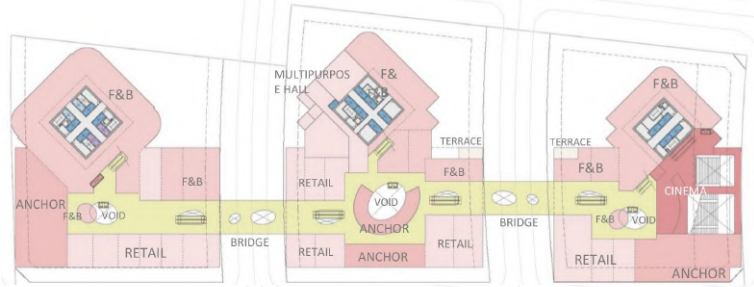 F&B
MULTIPURPOS
E HALL
F&
F&B
F&B
TERRACE
TERRACE
F&B
F&B
F&B
RETAIL
CINEMA
ANCHOR
F&B
VOID
VOID
F&B
VOID
BRIDGE
ANCHOR
BRIDGE
RETAIL
RETAIL
ANCHOR
RETAIL
RETAIL
ANCHOR